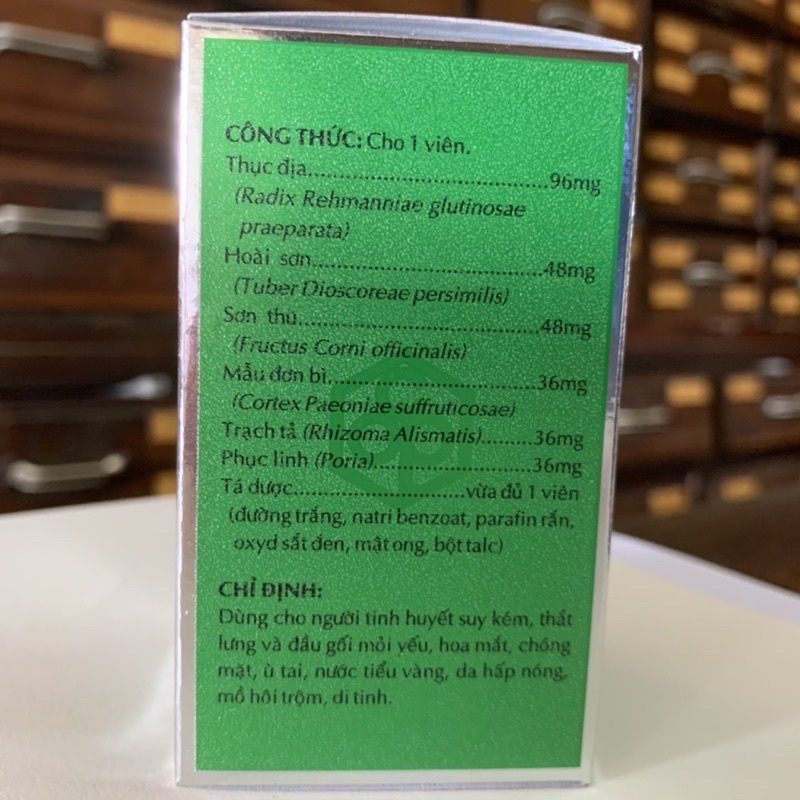 CÔNG THỨC: Cho 1 viên.
Thục địa..................................96mg
(Radix Rehmanniae glutinosae
praeparata)
Hoài sơn.................................48mg
(Tuber Dioscoreae persimilis)
Sơn thù...................................48mg
(Fructus Corni officinalis)
Mẫu đơn bì..............................36mg
(Cortex Paeoniae suffruticosae)
Trạch tả (Rhizoma Alismatis)........36mg
Phục linh (Poria).......................36mg
Tá dược.........................vừa đủ 1 viên
(đường trắng, natri benzoat, parafin rắn,
oxyd sắt đen, mật ong, bột talc)
CHỈ ĐỊNH:
Dùng cho người tinh huyết suy kém, thắt
lưng và đầu gối mỏi yếu, hoa mắt, chóng
mặt, ù tai, nước tiểu vàng, da hấp nóng,
mồ hôi trộm, di tinh.